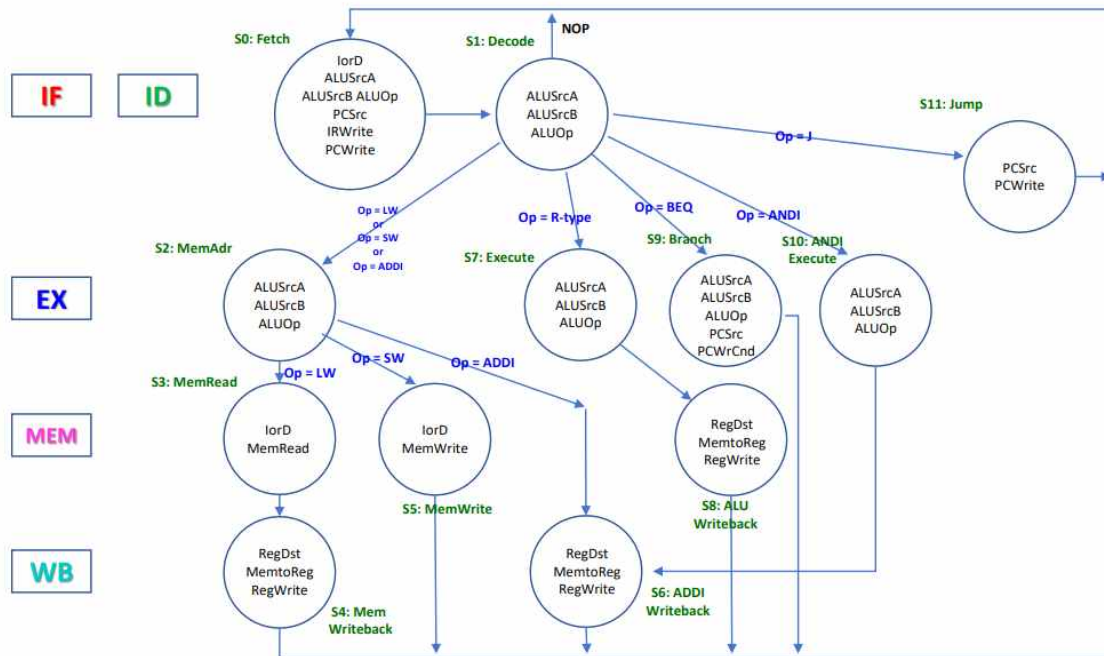 NOP
S0: Fetch
S1: Decode
IF
ID
IorD
ALUSrcA
ALUSrcB ALUOp
PCSrc
IRWrite
PCWrite
ALUSrcA
ALUSrcB
ALUOp
S11: Jump
Op = J
PCSrc
PCWrite
Op = LW
or
Op = SW
or
Op = ADDI
Op = R-type
Op = BEQ
Op = ANDI
S2: MemAdr
S7: Execute
S9: Branch
S10: ANDI
Execute
EX
ALUSrcA
ALUSrcB
ALUOp
ALUSrcA
ALUSrcB
ALUOp
ALUSrcA
ALUSrcB
ALUOp
PCSrc
PCWrCnd
ALUSrcA
ALUSrcB
ALUOp
S3: MemRead
Op = LW
Op = SW
Op = ADDI
MEM
IorD
MemRead
IorD
MemWrite
RegDst
MemtoReg
RegWrite
S5: MemWrite
S8: ALU
Writeback
WB
RegDst
MemtoReg
RegWrite
RegDst
MemtoReg
RegWrite
S4: Mem
Writeback
S6: ADDI
Writeback